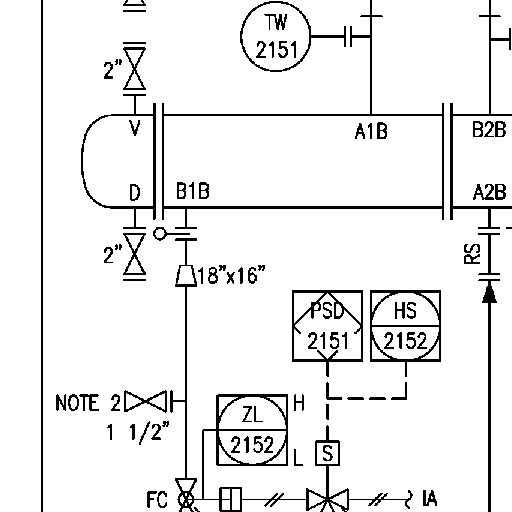 TW
2151
2"
V
A1B
B2B
D
B1B
A2B
2"
RS
18"x16"
PSD
2151
HS
2152
NOTE 2
1 1/2"
ZL
2152
H
L
S
FC
IA